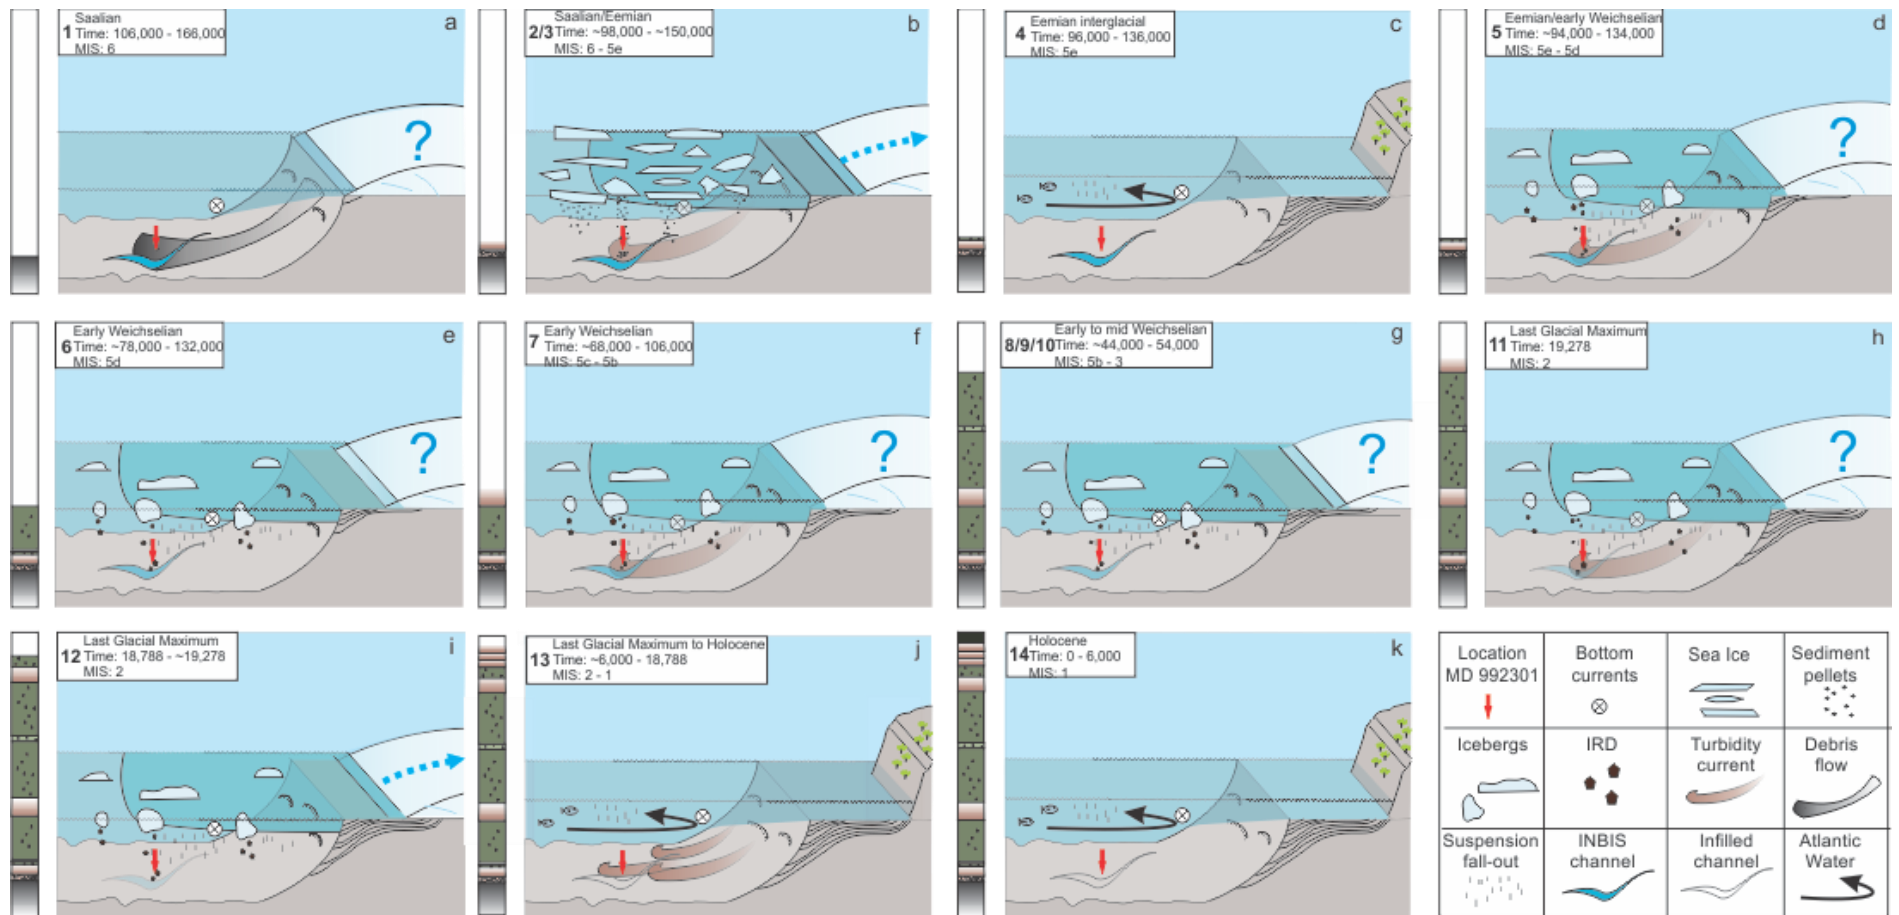 Saalian
1 Time: 106,000 - 166,000
MIS: 6
a
?
Saalian/Eemian
2/3 Time: ~98,000 - ~150,000
MIS: 6 - 5e
b
Eemian interglacial
4 Time: 96,000 - 136,000
MIS: 5e
c
Eemian/early Weichselian
5 Time: ~94,000 - 134,000
MIS: 5e - 5d
d
?
Early Weichselian
6 Time: ~78,000 - 132,000
MIS: 5d
e
?
Early Weichselian
7 Time: ~68,000 - 106,000
MIS: 5c - 5b
f
?
Early to mid Weichselian
8/9/10 Time: ~44,000 - 54,000
MIS: 5b - 3
g
?
Last Glacial Maximum
11 Time: 19,278
MIS: 2
h
?
Last Glacial Maximum
12 Time: 18,788 - ~19,278
MIS: 2
i
Last Glacial Maximum to Holocene
13 Time: ~6,000 - 18,788
MIS: 2 - 1
j
Holocene
14 Time: 0 - 6,000
MIS: 1
k
Location
MD 992301
Bottom
currents
Sea Ice
Sediment
pellets
Icebergs
IRD
Turbidity
current
Debris
flow
Suspension
fall-out
INBIS
channel
Infilled
channel
Atlantic
Water